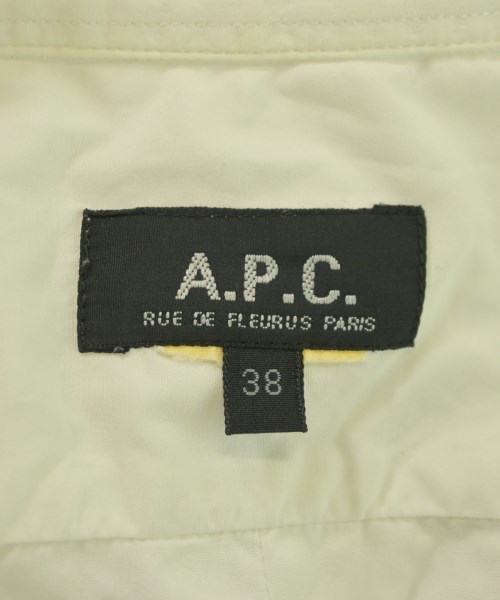 A.P.C.
RUE DE FLEURUS PARIS
38